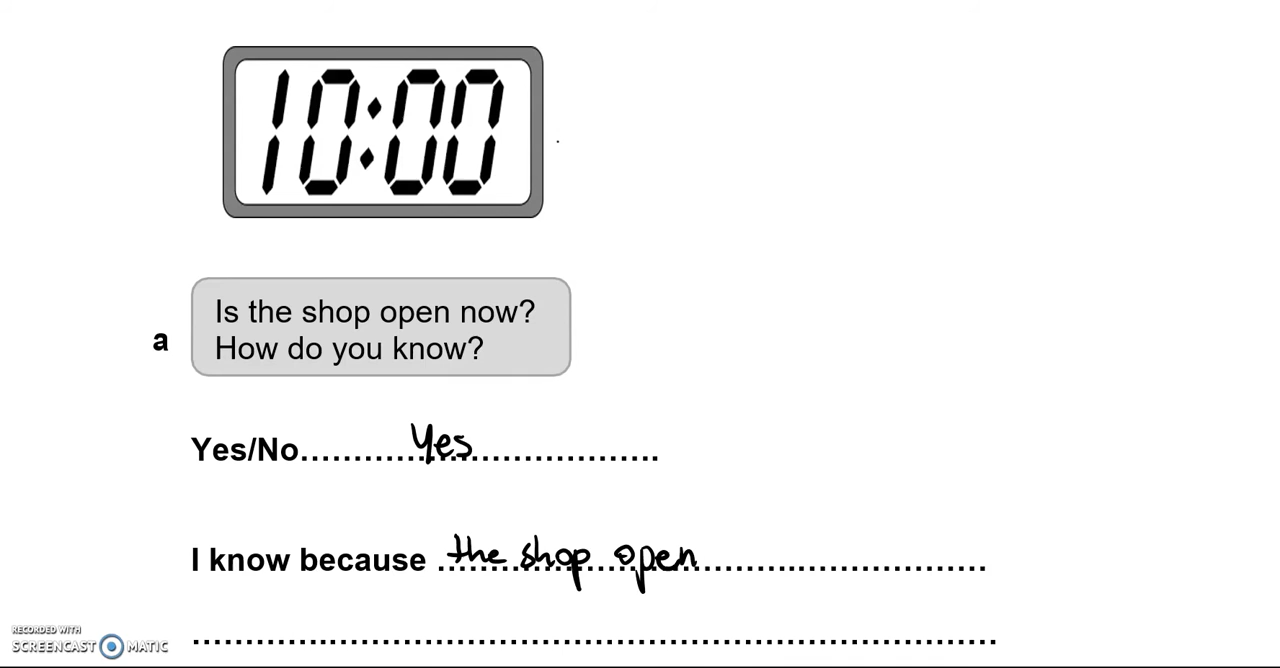 10:00
Is the shop open now?
a How do you know?
Yes/No.................................. Yes
I know because the shop open
RECORDED WITH
SCREENCAST MATIC